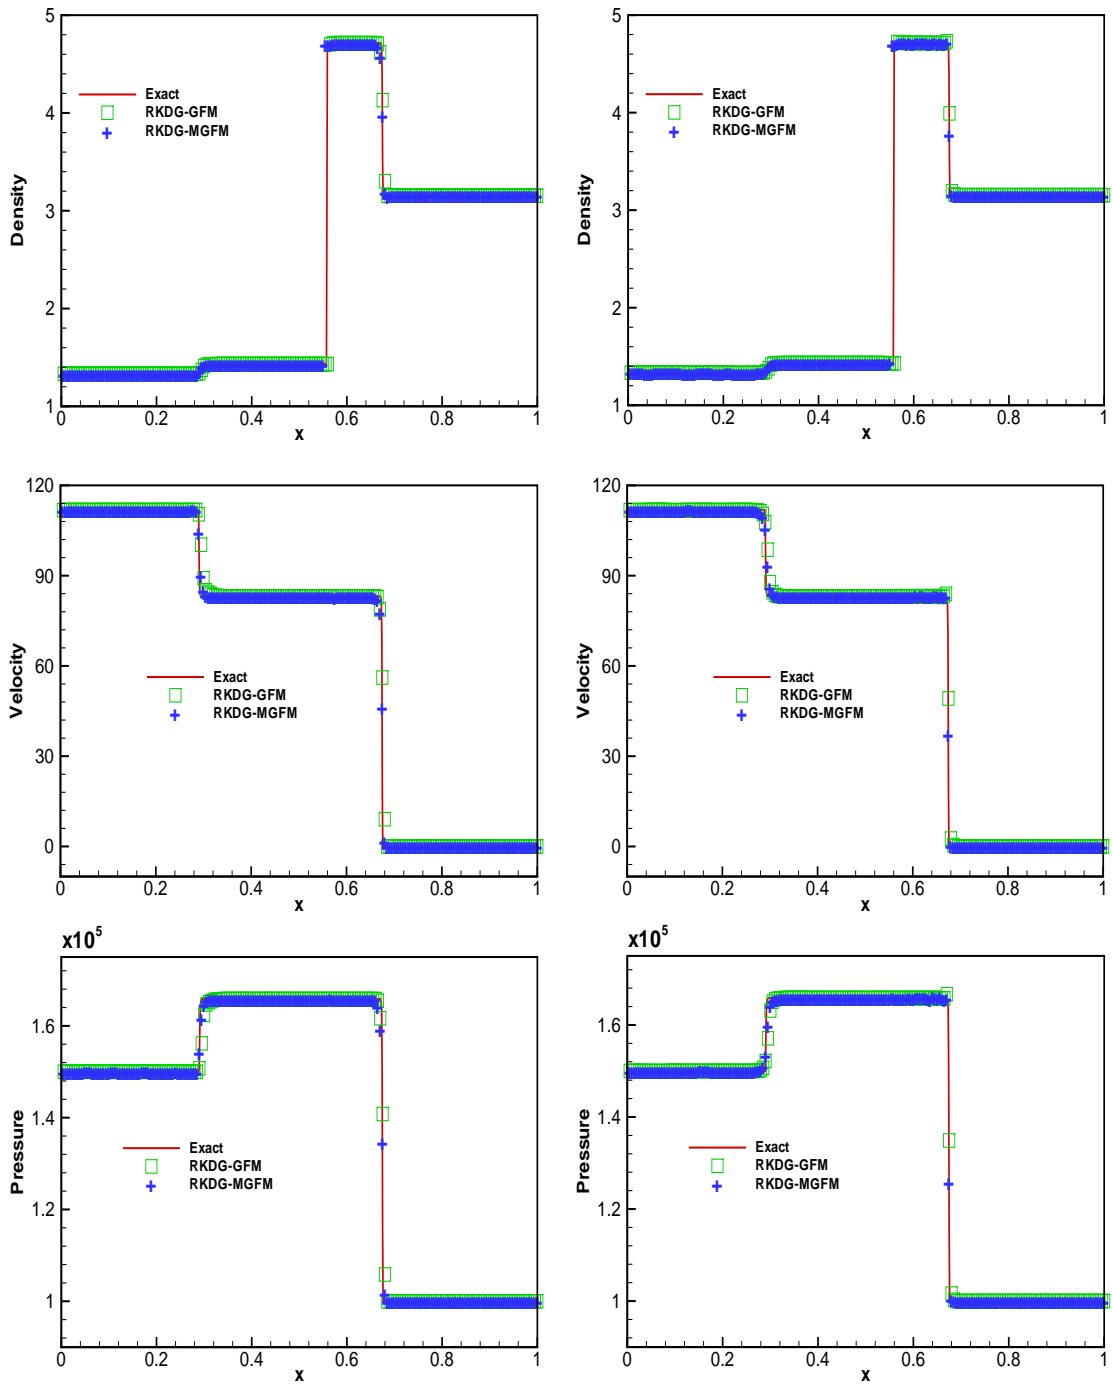 5
4
3
2
1
Density
Exact
RKDG-GFM
RKDG-MGFM
0
0.2
0.4
0.6
0.8
1
x
5
4
3
2
1
Density
Exact
RKDG-GFM
RKDG-MGFM
0
0.2
0.4
0.6
0.8
1
x
120
90
60
30
0
Velocity
Exact
RKDG-GFM
RKDG-MGFM
0
0.2
0.4
0.6
0.8
1
x
120
90
60
30
0
Velocity
Exact
RKDG-GFM
RKDG-MGFM
0
0.2
0.4
0.6
0.8
1
x
x10⁵
1.6
1.4
1.2
1
Pressure
Exact
RKDG-GFM
RKDG-MGFM
0
0.2
0.4
0.6
0.8
1
x
x10⁵
1.6
1.4
1.2
1
Pressure
Exact
RKDG-GFM
RKDG-MGFM
0
0.2
0.4
0.6
0.8
1
x